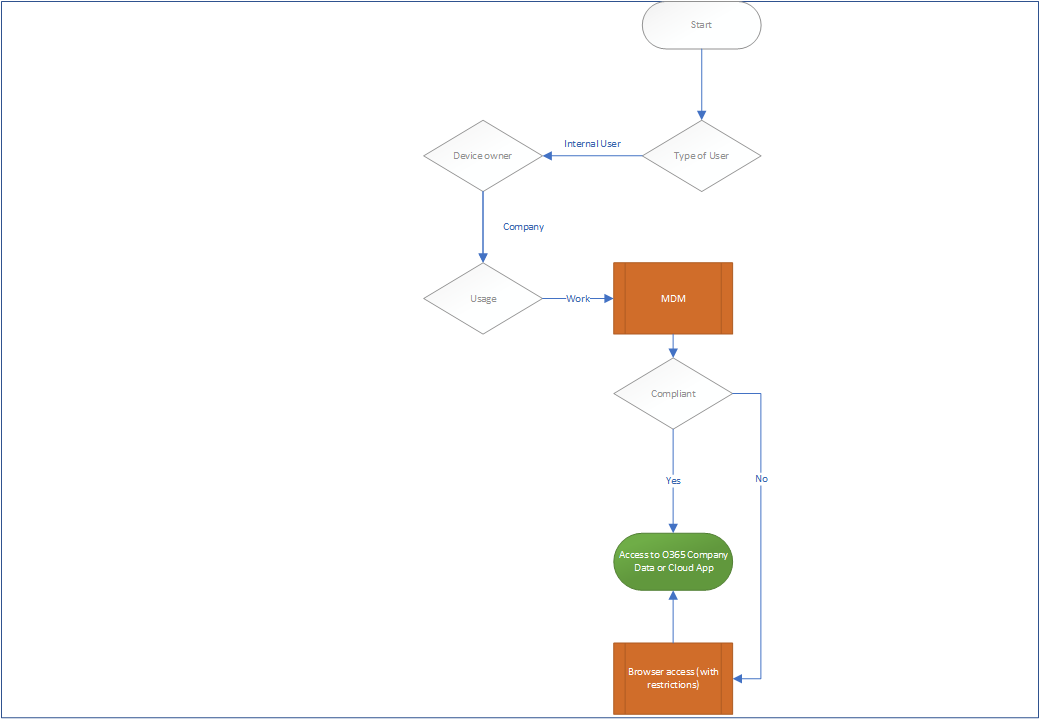 Start
Type of User
Internal User
Device owner
Company
Usage
Work
MDM
Compliant
Yes
No
Access to O365 Company
Data or Cloud App
Browser access (with
restrictions)